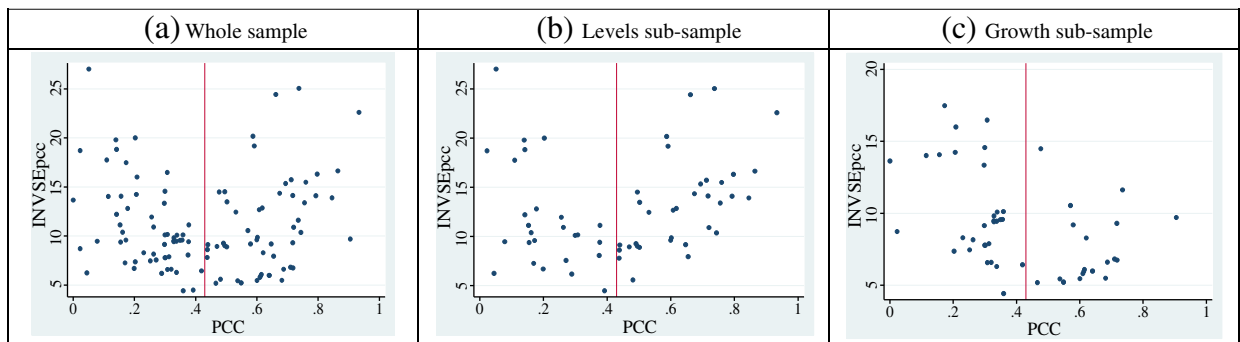 (a) Whole sample
(b) Levels sub-sample
(c) Growth sub-sample
INVSEpcc
25
20
15
10
5
0 .2 .4 .6 .8 1
PCC
INVSEpcc
25
20
15
10
5
0 .2 .4 .6 .8 1
PCC
INVSEpcc
20
15
10
5
0 .2 .4 .6 .8 1
PCC